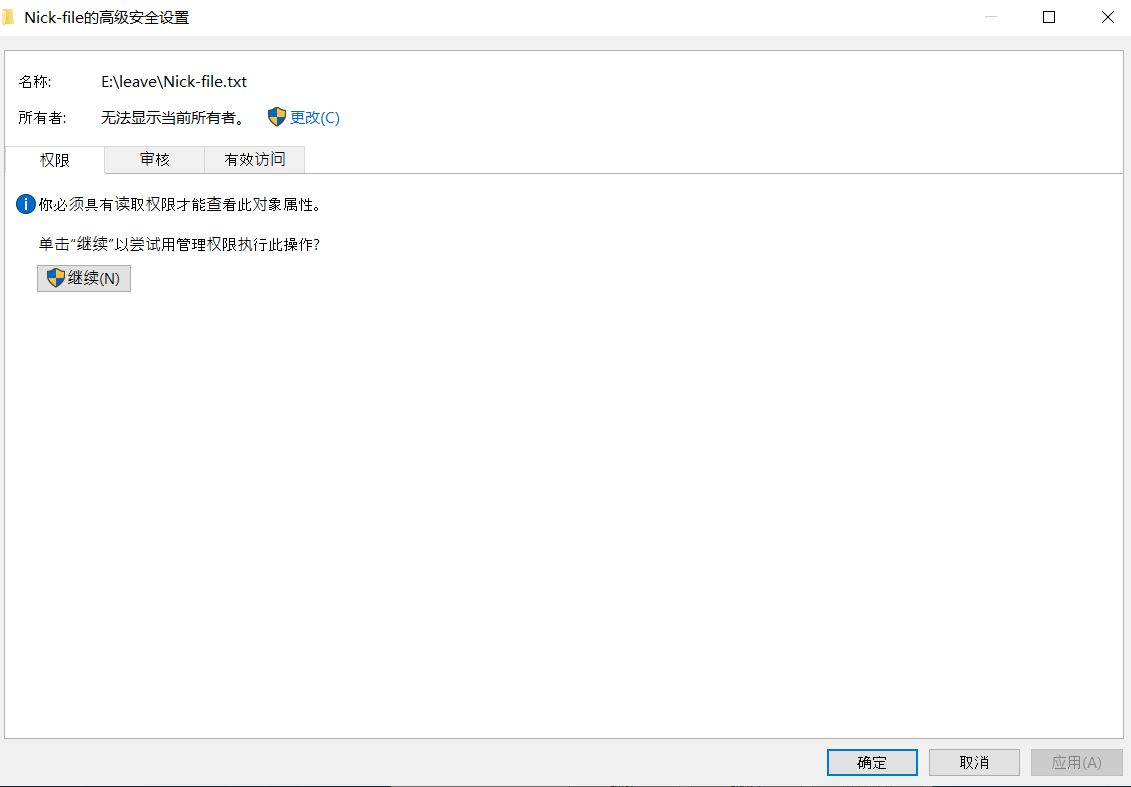 Nick-file的高级安全设置
名称: E:\leave\Nick-file.txt
所有者: 无法显示当前所有者。 更改(C)
权限 审核 有效访问
你必须具有读取权限才能查看此对象属性。
单击“继续”以尝试用管理权限执行此操作?
继续(N)
确定 取消 应用(A)